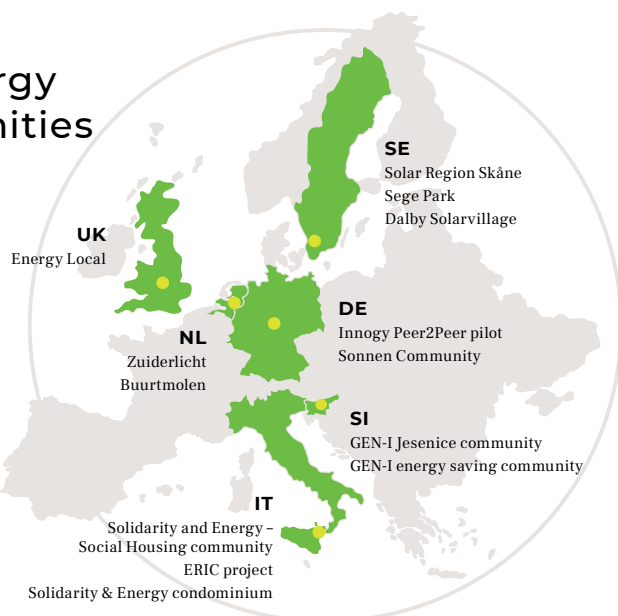 rgy
nities
SE
Solar Region Skåne
Sege Park
Dalby Solarvillage
UK
Energy Local
DE
Innogy Peer2Peer pilot
Sonnen Community
NL
Zuiderlicht
Buurtmolen
SI
GEN-I Jesenice community
GEN-I energy saving community
IT
Solidarity and Energy –
Social Housing community
ERIC project
Solidarity & Energy condominium